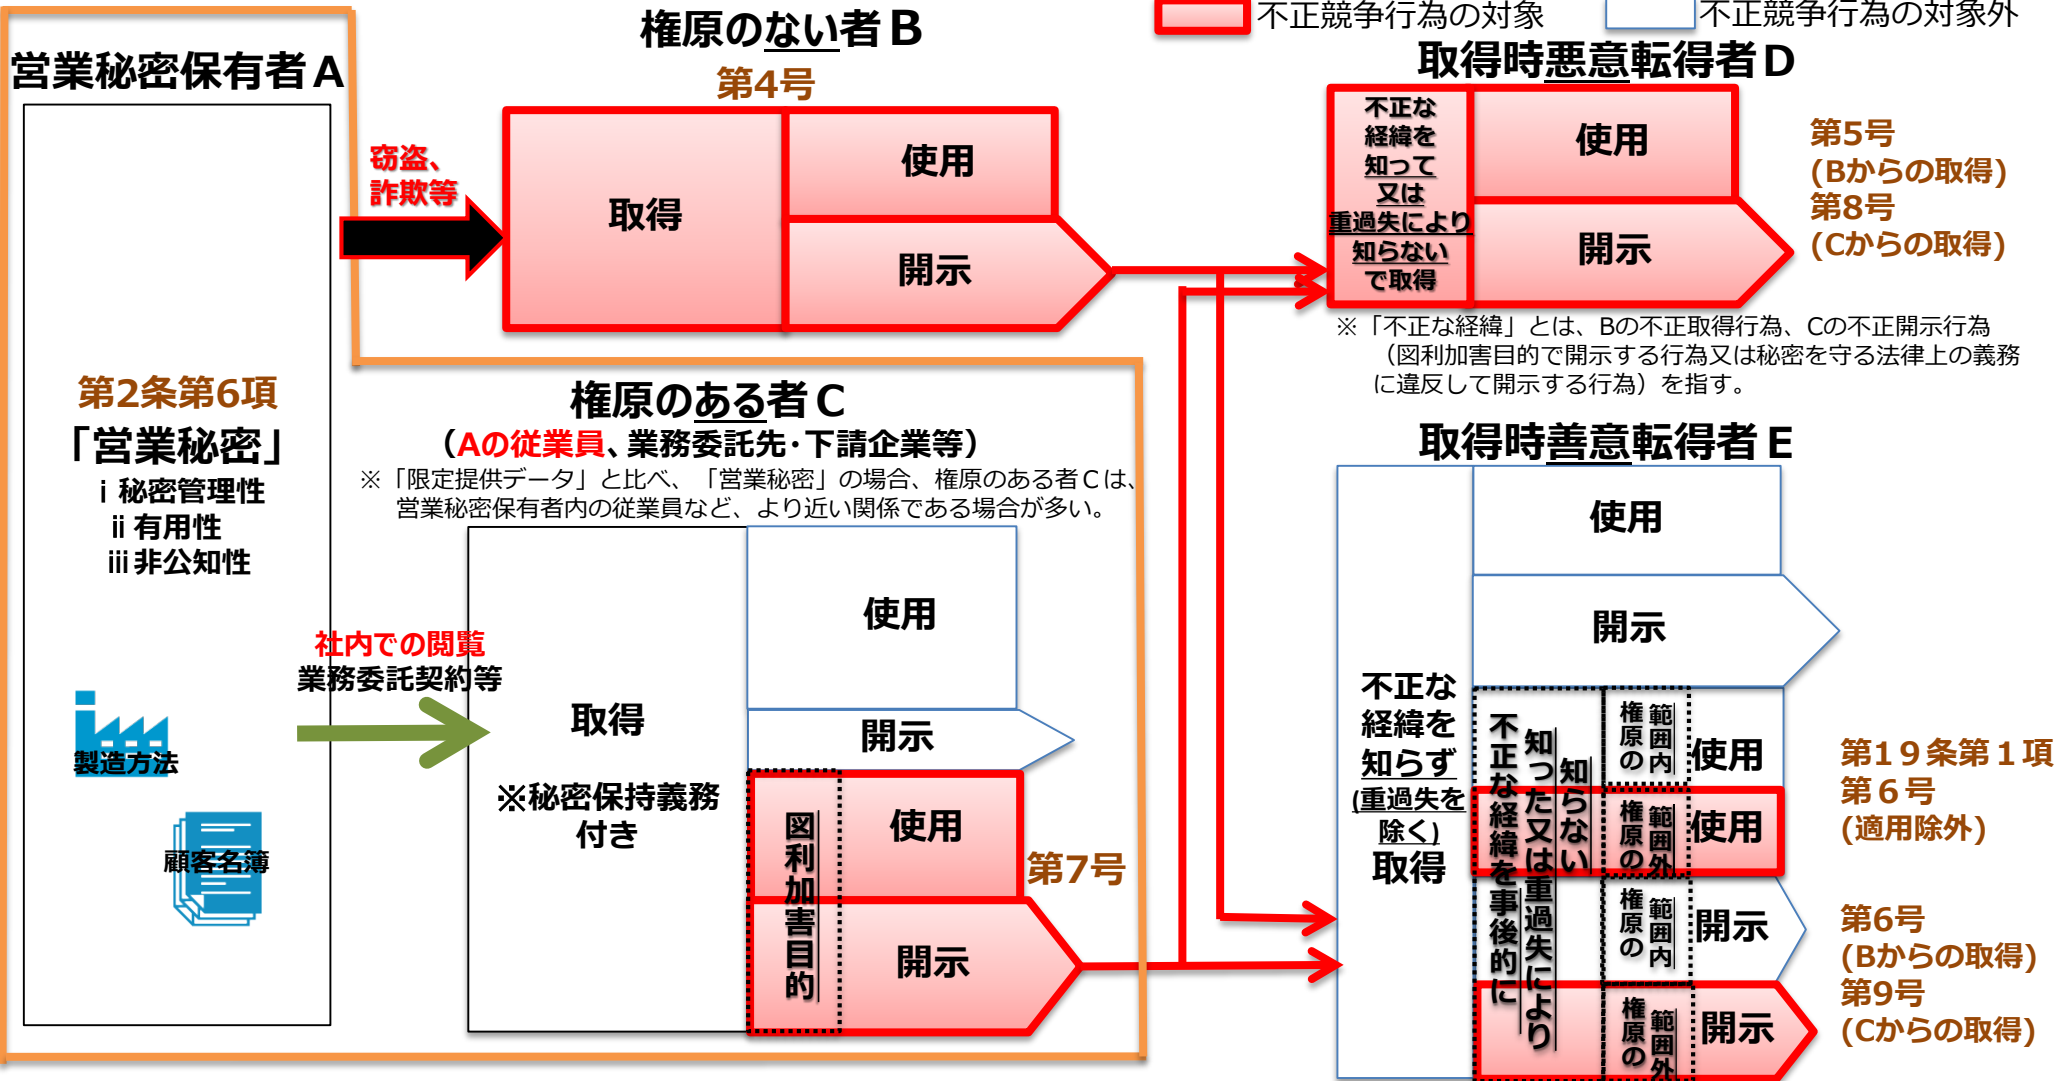 不正競争行為の対象
不正競争行為の対象外
営業秘密保有者A
第2条第6項
「営業秘密」
ⅰ 秘密管理性
ⅱ 有用性
ⅲ 非公知性
製造方法
顧客名簿
窃盗、
詐欺等
権原のない者B
第4号
取得
使用
開示
社内での閲覧
業務委託契約等
権原のある者C
（Aの従業員、業務委託先・下請企業等）
※「限定提供データ」と比べ、「営業秘密」の場合、権原のある者Cは、
営業秘密保有者内の従業員など、より近い関係である場合が多い。
取得
※秘密保持義務
付き
使用
開示
図利加害目的
使用
開示
第7号
取得時悪意転得者D
不正な
経緯を
知って
又は
重過失により
知らない
で取得
使用
開示
第5号
(Bからの取得)
第8号
(Cからの取得)
※「不正な経緯」とは、Bの不正取得行為、Cの不正開示行為
（図利加害目的で開示する行為又は秘密を守る法律上の義務
に違反して開示する行為）を指す。
取得時善意転得者E
不正な
経緯を
知らず
(重過失を
除く)
取得
使用
開示
不正な経緯を事後的に
知った又は重過失により
知らない
権原の
範囲内
使用
権原の
範囲外
使用
権原の
範囲内
開示
権原の
範囲外
開示
第19条第1項
第6号
(適用除外)
第6号
(Bからの取得)
第9号
(Cからの取得)